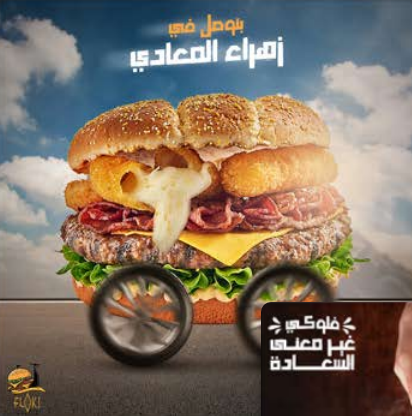 بنوصل في
زهراء المعادي
فلوكي
غير معنى
السعادة
FLOKI